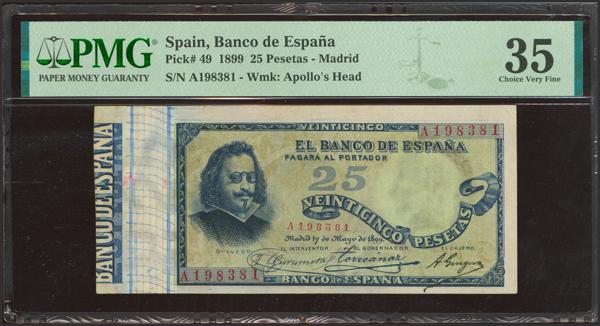 PMG
PAPER MONEY GUARANTY
Spain, Banco de España
Pick# 49 1899 25 Pesetas - Madrid
S/N A198381 - Wmk: Apollo's Head
35
Choice Very Fine
BANCO DE ESPAÑA
VEINTICINCO
A198381
EL BANCO DE ESPAÑA
PAGARÁ AL PORTADOR
25
VEINTICINCO PESETAS
A198381
Madrid 17 de Mayo de 1899.
QUEVEDO
EL INTERVENTOR
EL GOBERNADOR
EL CAJERO
A198381
BANCO DE ESPAÑA